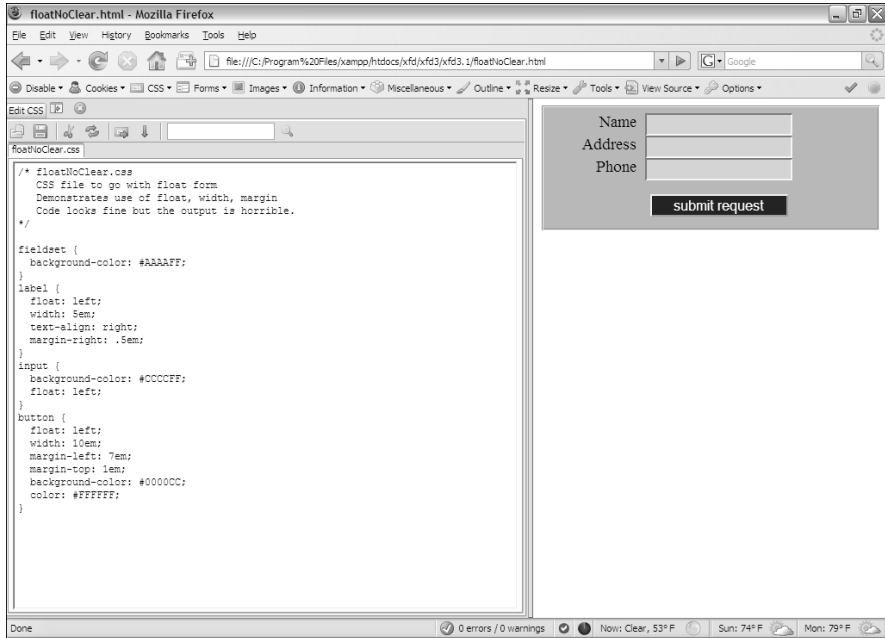 floatNoClear.html - Mozilla Firefox
File Edit View History Bookmarks Tools Help
file:///C:/Program%20Files/xampp/htdocs/xfd/xfd3/xfd3.1/floatNoClear.html
G Google
Disable Cookies CSS Forms Images Information Miscellaneous Outline Resize Tools View Source Options
Edit CSS
floatNoClear.css
/* floatNoClear.css
CSS file to go with float form
Demonstrates use of float, width, margin
Code looks fine but the output is horrible.
*/
fieldset {
background-color: #AAAAFF;
}
label {
float: left;
width: 5em;
text-align: right;
margin-right: .5em;
}
input {
background-color: #CCCCFF;
float: left;
}
button {
float: left;
width: 10em;
margin-left: 7em;
margin-top: 1em;
background-color: #0000CC;
color: #FFFFFF;
}
Name
Address
Phone
submit request
Done
0 errors / 0 warnings
Now: Clear, 53° F
Sun: 74° F
Mon: 79° F